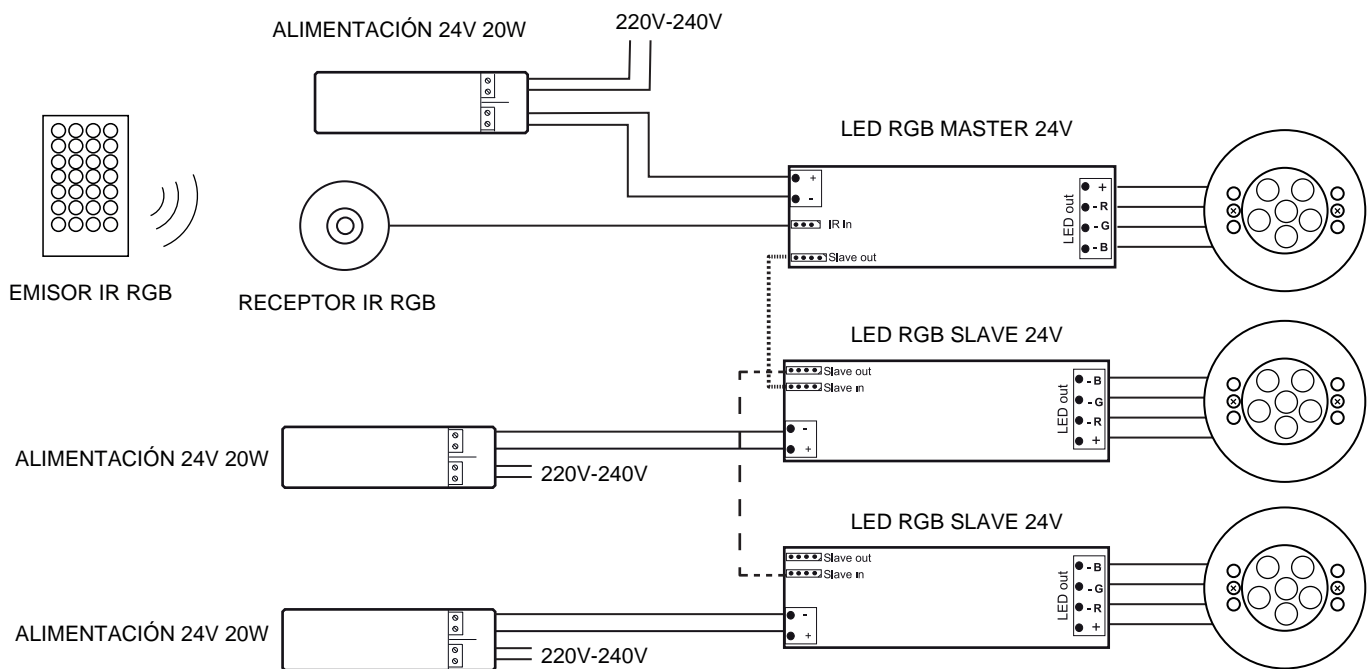 ALIMENTACIÓN 24V 20W
220V-240V
LED RGB MASTER 24V
+
-
IR In
Slave out
LED out
+
- R
- G
- B
EMISOR IR RGB
RECEPTOR IR RGB
LED RGB SLAVE 24V
Slave out
Slave in
-
+
LED out
- B
- G
- R
+
ALIMENTACIÓN 24V 20W
220V-240V
LED RGB SLAVE 24V
Slave out
Slave in
-
+
LED out
- B
- G
- R
+
ALIMENTACIÓN 24V 20W
220V-240V